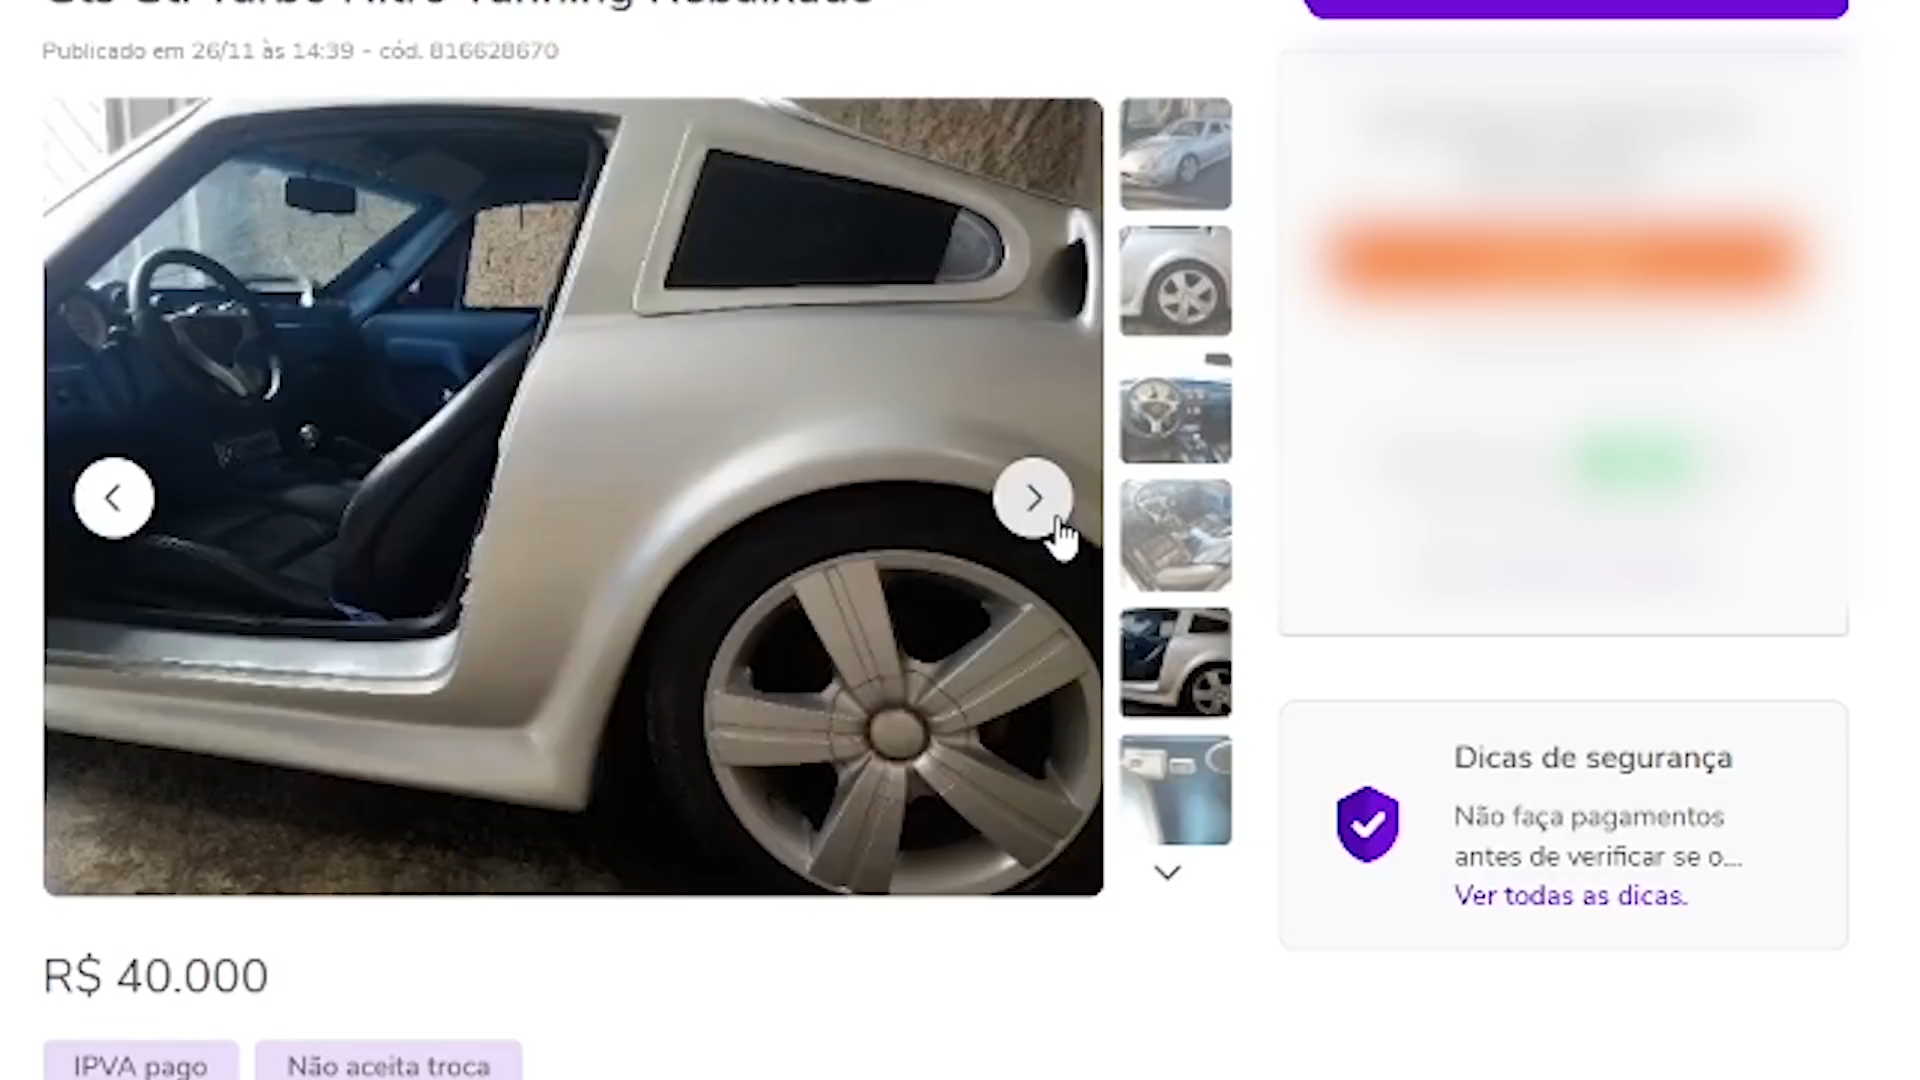 Publicado em 26/11 às 14:39 - cód. 816628670
Dicas de segurança
Não faça pagamentos
antes de verificar se o...
Ver todas as dicas.
R$ 40.000
IPVA pago
Não aceita troca